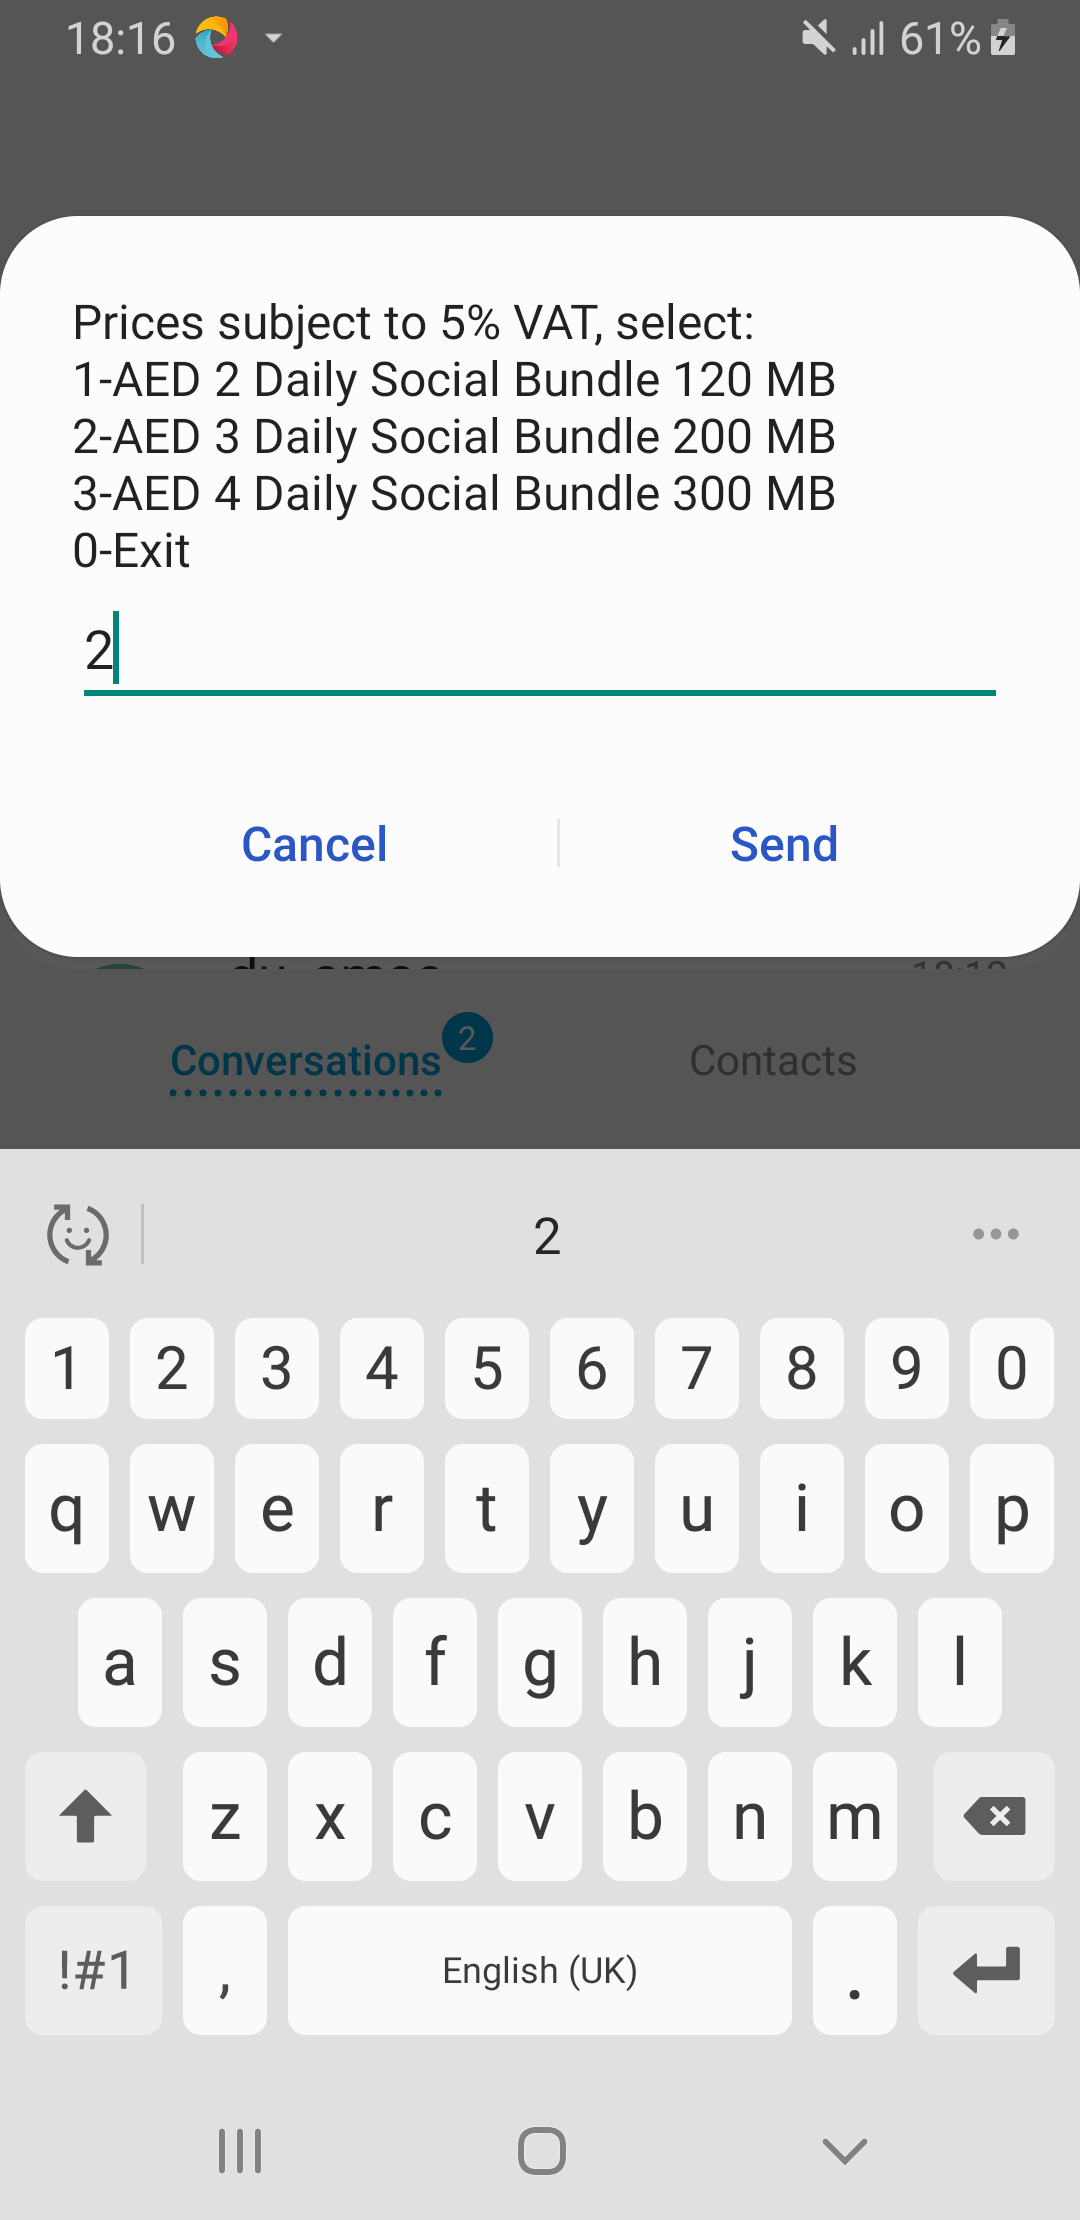 18:16
61%
Prices subject to 5% VAT, select:
1-AED 2 Daily Social Bundle 120 MB
2-AED 3 Daily Social Bundle 200 MB
3-AED 4 Daily Social Bundle 300 MB
0-Exit
2
Cancel
Send
Conversations
2
Contacts
2
1 2 3 4 5 6 7 8 9 0
q w e r t y u i o p
a s d f g h j k l
z x c v b n m
!#1 , English (UK) .